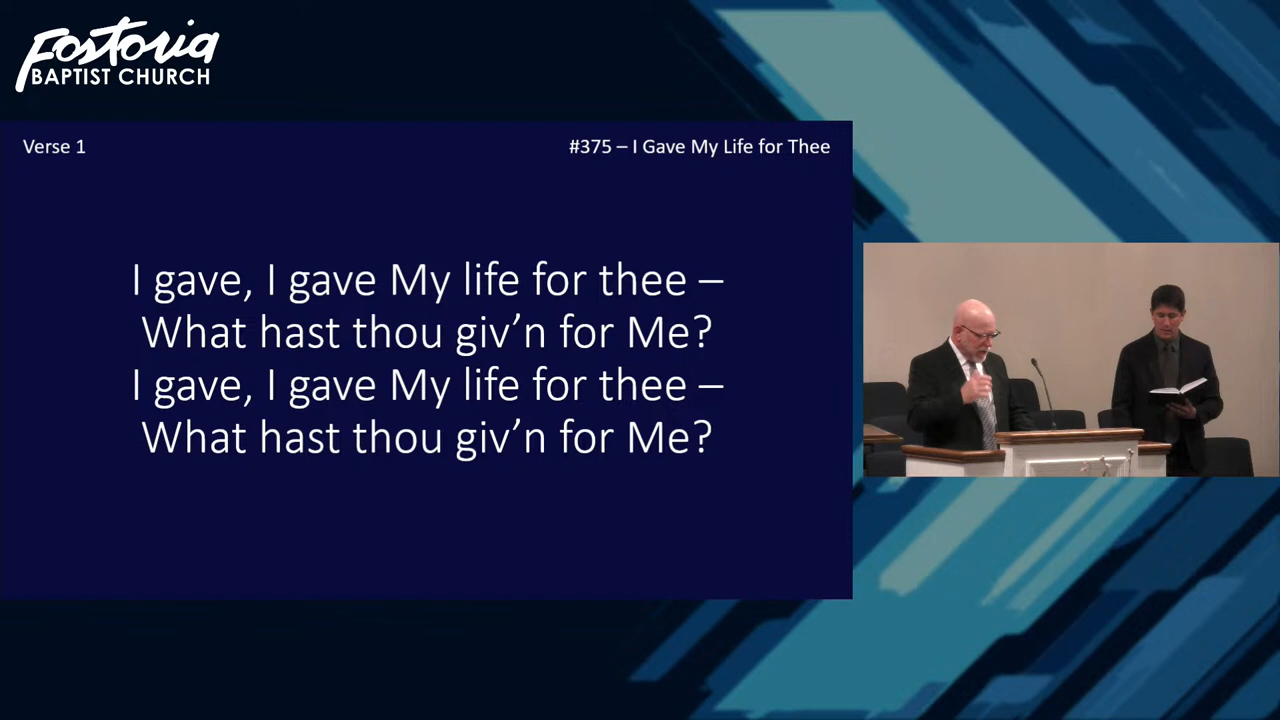 Fostoria
BAPTIST CHURCH
Verse 1
#375 – I Gave My Life for Thee
I gave, I gave My life for thee –
What hast thou giv’n for Me?
I gave, I gave My life for thee –
What hast thou giv’n for Me?